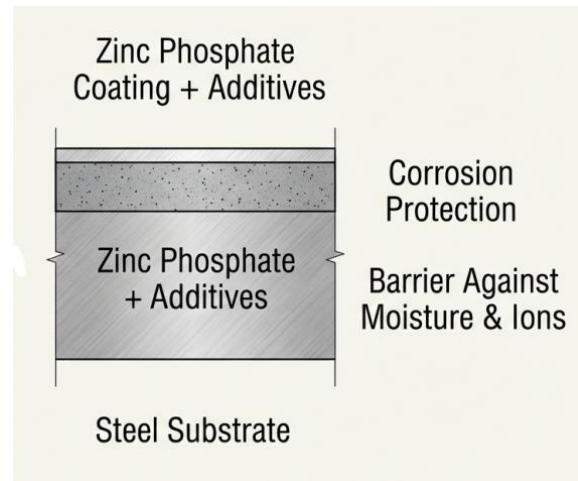 Zinc Phosphate
Coating + Additives
Corrosion
Protection
Zinc Phosphate
+ Additives
Barrier Against
Moisture & Ions
Steel Substrate